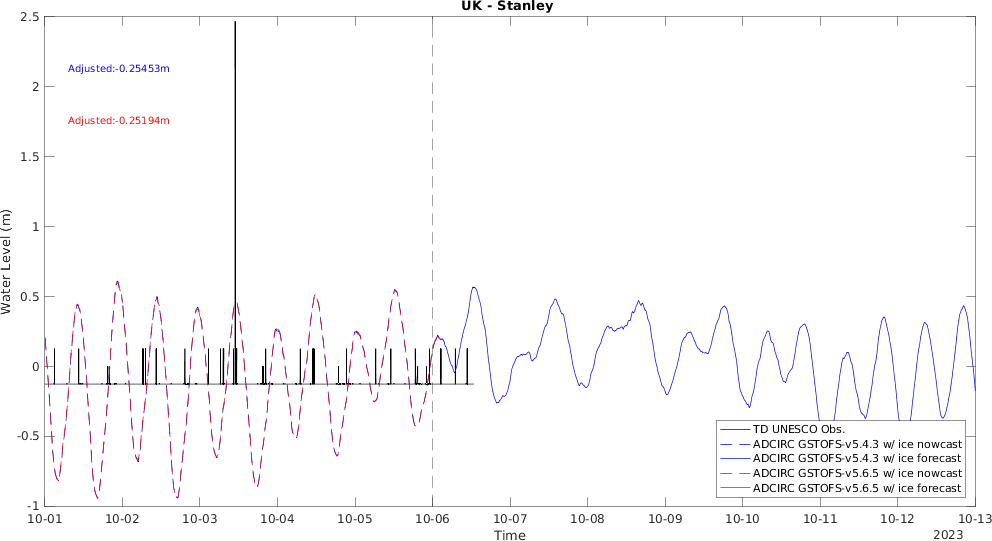 UK - Stanley
Adjusted:-0.25453m
Adjusted:-0.25194m
Water Level (m)
2.5
2
1.5
1
0.5
0
-0.5
-1
TD UNESCO Obs.
ADCIRC GSTOFS-v5.4.3 w/ ice nowcast
ADCIRC GSTOFS-v5.4.3 w/ ice forecast
ADCIRC GSTOFS-v5.6.5 w/ ice nowcast
ADCIRC GSTOFS-v5.6.5 w/ ice forecast
10-01 10-02 10-03 10-04 10-05 10-06 10-07 10-08 10-09 10-10 10-11 10-12 10-13
Time
2023